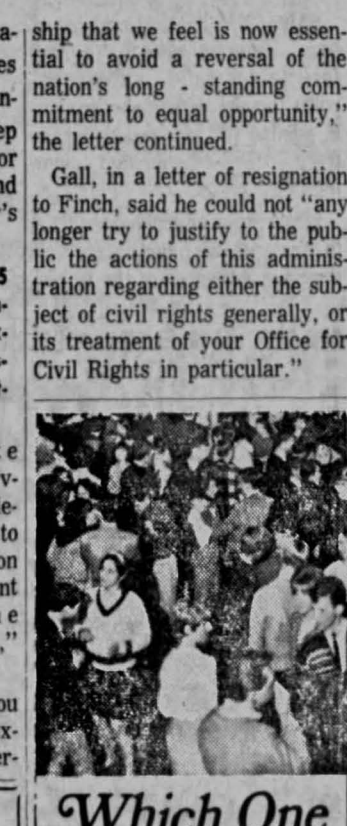 ship that we feel is now essen-
tial to avoid a reversal of the
nation's long - standing com-
mitment to equal opportunity,"
the letter continued.
Gall, in a letter of resignation
to Finch, said he could not "any
longer try to justify to the pub-
lic the actions of this adminis-
tration regarding either the sub-
ject of civil rights generally, or
its treatment of your Office for
Civil Rights in particular."
Which One